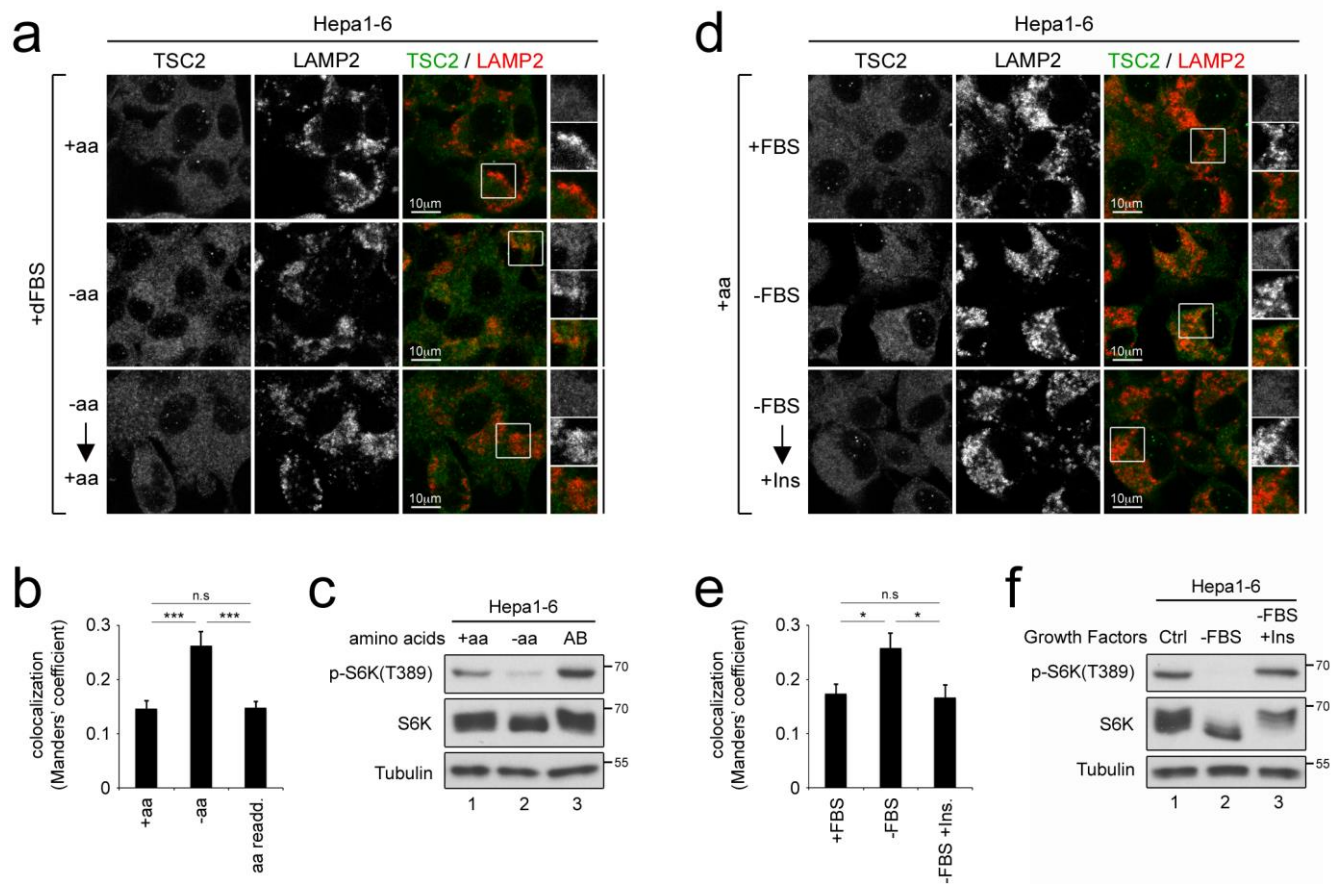 a
Hepa1-6
TSC2 LAMP2 TSC2 / LAMP2
+dFBS
+aa
10μm
-aa
10μm
-aa
+aa
10μm
b
n.s
*** ***
colocalization
(Manders' coefficient)
0.3
0.2
0.1
0
+aa
-aa
aa readd.
c
Hepa1-6
amino acids +aa -aa AB
p-S6K(T389) 70
S6K 70
Tubulin 55
1 2 3
d
Hepa1-6
TSC2 LAMP2 TSC2 / LAMP2
+aa
+FBS
10μm
-FBS
10μm
-FBS
+Ins
10μm
e
n.s
* *
colocalization
(Manders' coefficient)
0.3
0.2
0.1
0
+FBS
-FBS
-FBS +Ins.
f
Hepa1-6
Growth Factors Ctrl -FBS -FBS
+Ins
p-S6K(T389) 70
S6K 70
Tubulin 55
1 2 3